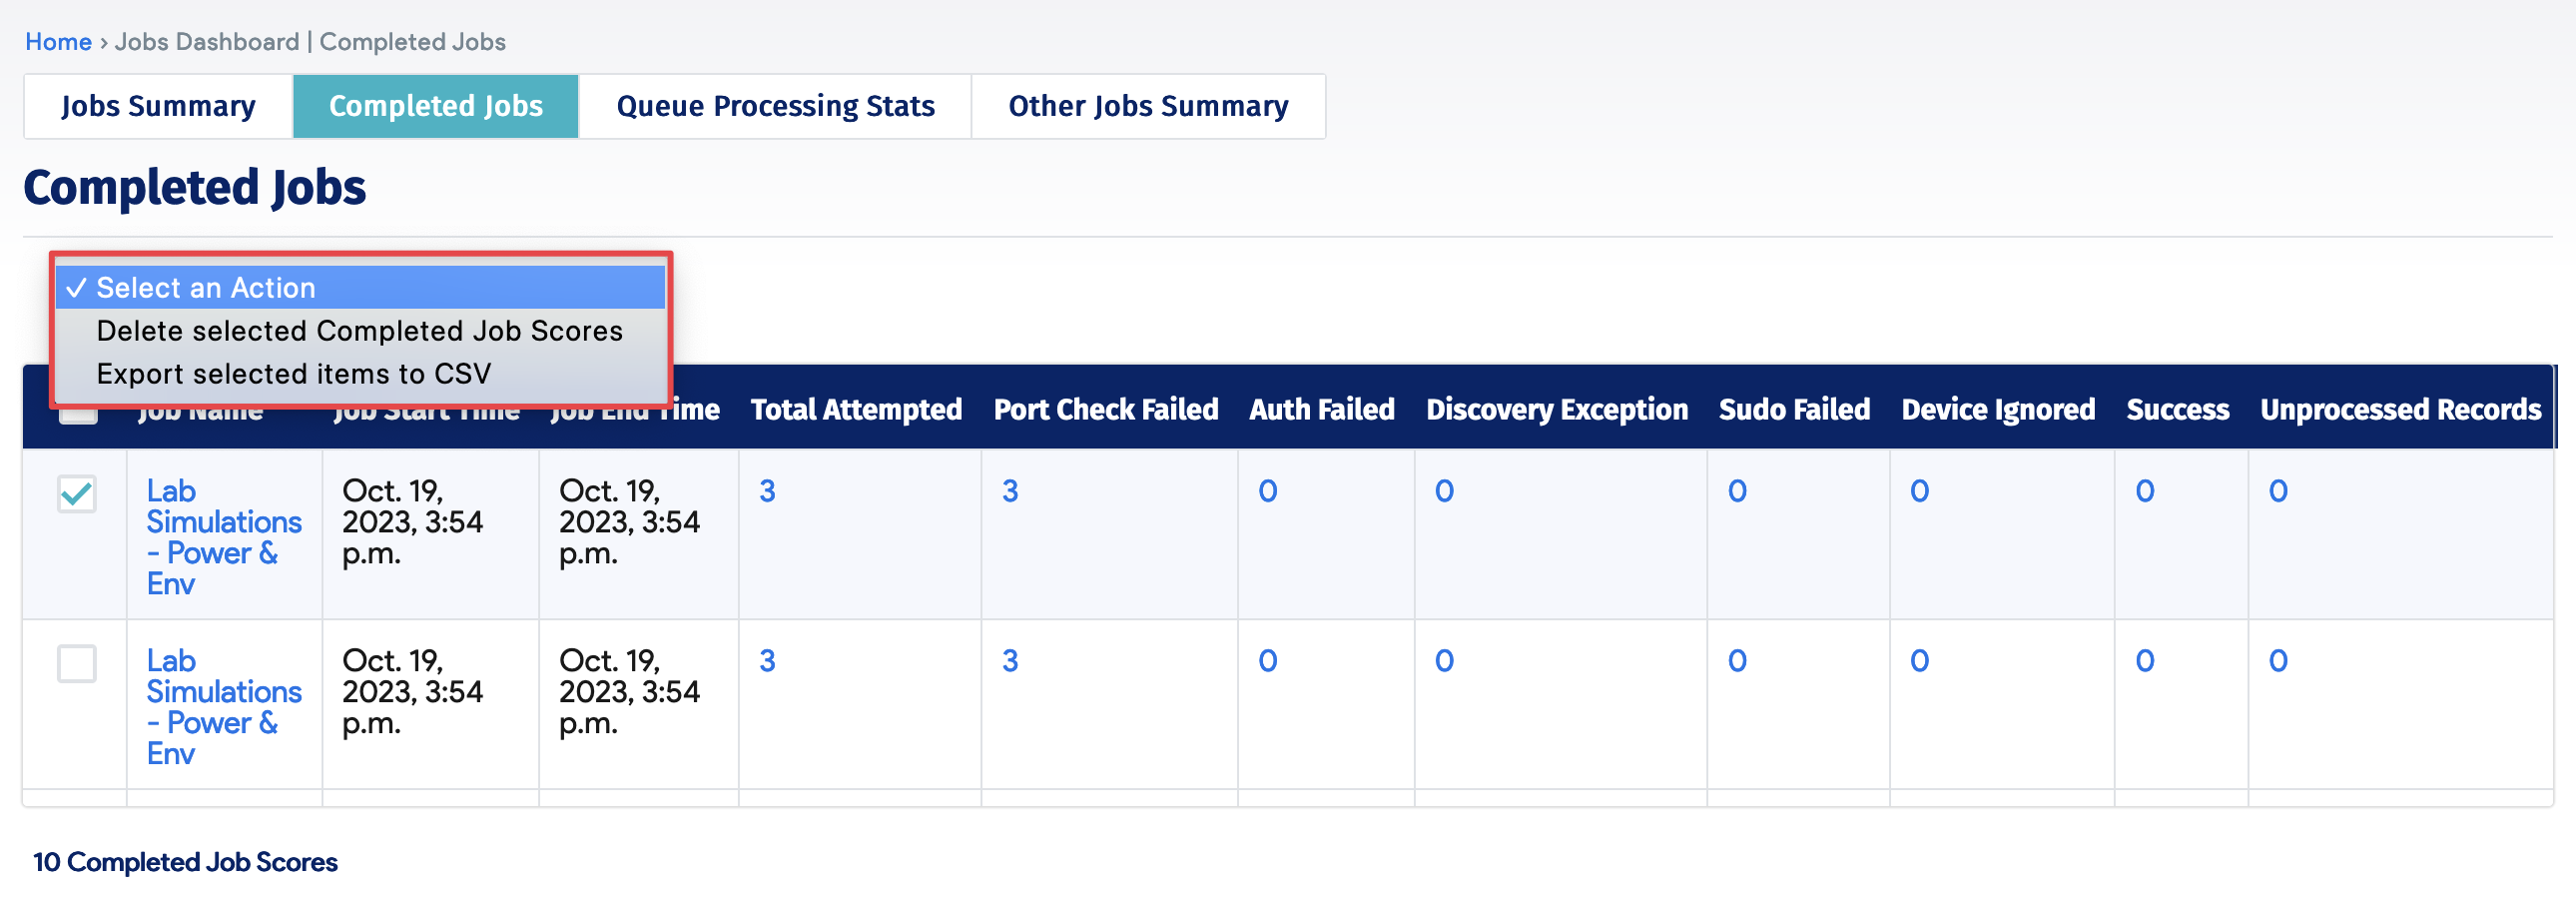 Home › Jobs Dashboard | Completed Jobs
Jobs Summary Completed Jobs Queue Processing Stats Other Jobs Summary
Completed Jobs
✓ Select an Action
Delete selected Completed Job Scores
Export selected items to CSV
Job Name Job Start Time Job End Time Total Attempted Port Check Failed Auth Failed Discovery Exception Sudo Failed Device Ignored Success Unprocessed Records
Lab Oct. 19, Oct. 19, 3 3 0 0 0 0 0 0
Simulations 2023, 3:54 2023, 3:54
- Power & p.m. p.m.
Env
Lab Oct. 19, Oct. 19, 3 3 0 0 0 0 0 0
Simulations 2023, 3:54 2023, 3:54
- Power & p.m. p.m.
Env
10 Completed Job Scores